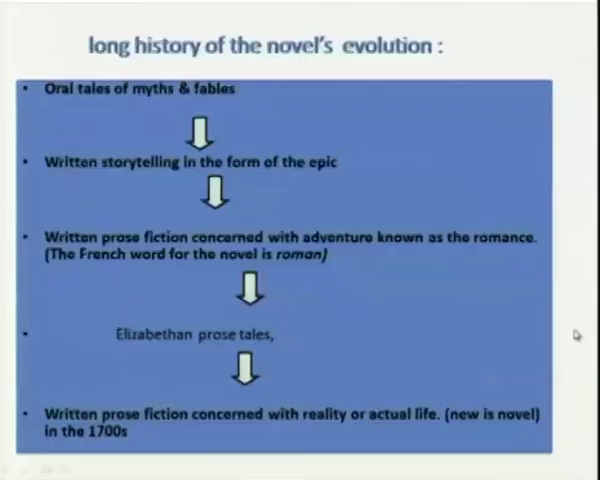 long history of the novel's evolution :
• Oral tales of myths & fables
• Written storytelling in the form of the epic
• Written prose fiction concerned with adventure known as the romance.
(The French word for the novel is roman)
• Elizabethan prose tales,
• Written prose fiction concerned with reality or actual life. (new is novel)
in the 1700s